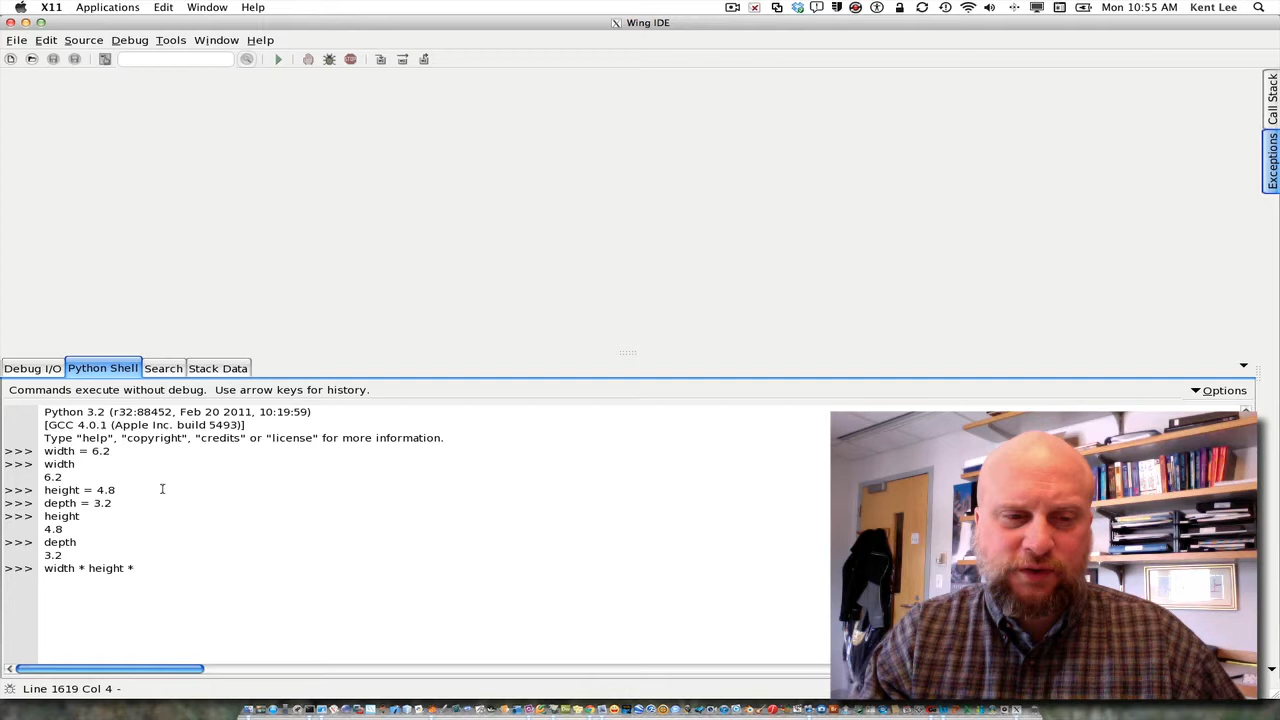 X11 Applications Edit Window Help Mon 10:55 AM Kent Lee
Wing IDE
File Edit Source Debug Tools Window Help
Call Stack
Exceptions
Debug I/O Python Shell Search Stack Data
Commands execute without debug. Use arrow keys for history.
Options
Python 3.2 (r32:88452, Feb 20 2011, 10:19:59)
[GCC 4.0.1 (Apple Inc. build 5493)]
Type "help", "copyright", "credits" or "license" for more information.
>>> width = 6.2
>>> width
6.2
>>> height = 4.8
>>> depth = 3.2
>>> height
4.8
>>> depth
3.2
>>> width * height *
Line 1619 Col 4 -